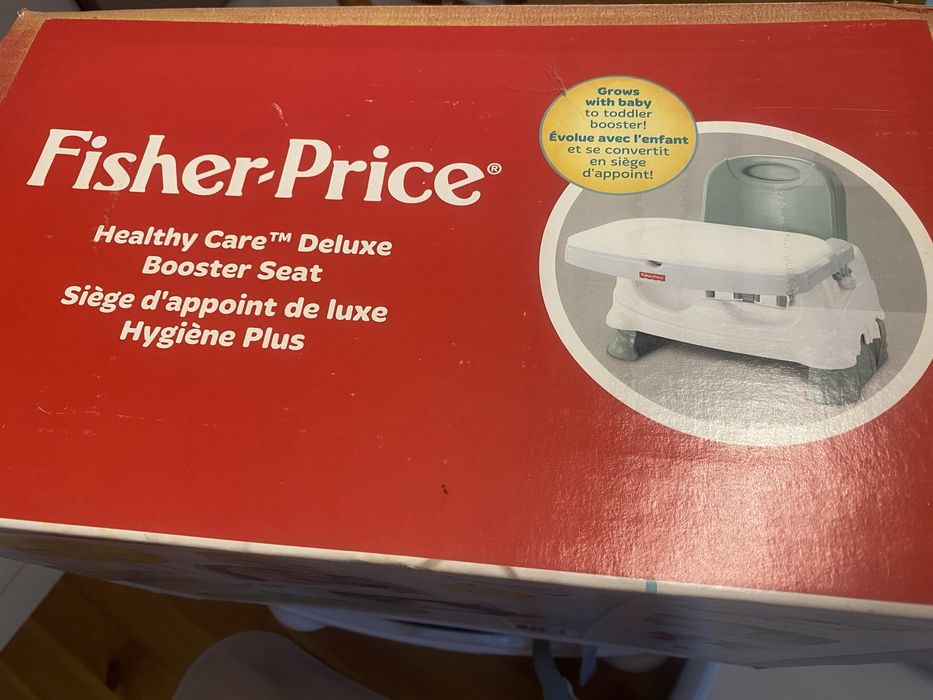 Fisher-Price®
Healthy Care™ Deluxe
Booster Seat
Siège d'appoint de luxe
Hygiène Plus
Grows
with baby
to toddler
booster!
Évolue avec l'enfant
et se convertit
en siège
d'appoint!
Fisher-Price